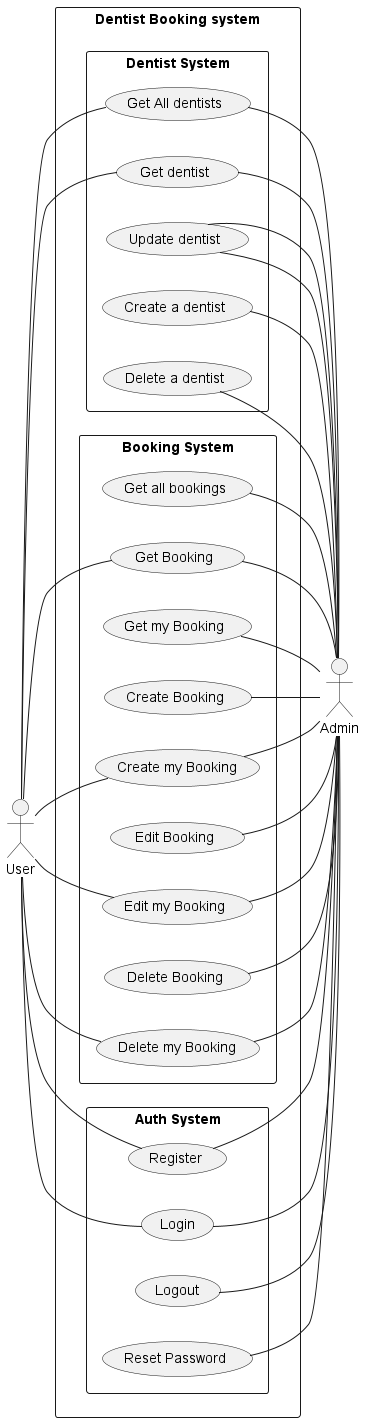 Dentist Booking system
Dentist System
Get All dentists
Get dentist
Update dentist
Create a dentist
Delete a dentist
Booking System
Get all bookings
Get Booking
Get my Booking
Create Booking
Create my Booking
Edit Booking
Edit my Booking
Delete Booking
Delete my Booking
Auth System
Register
Login
Logout
Reset Password
User
Admin